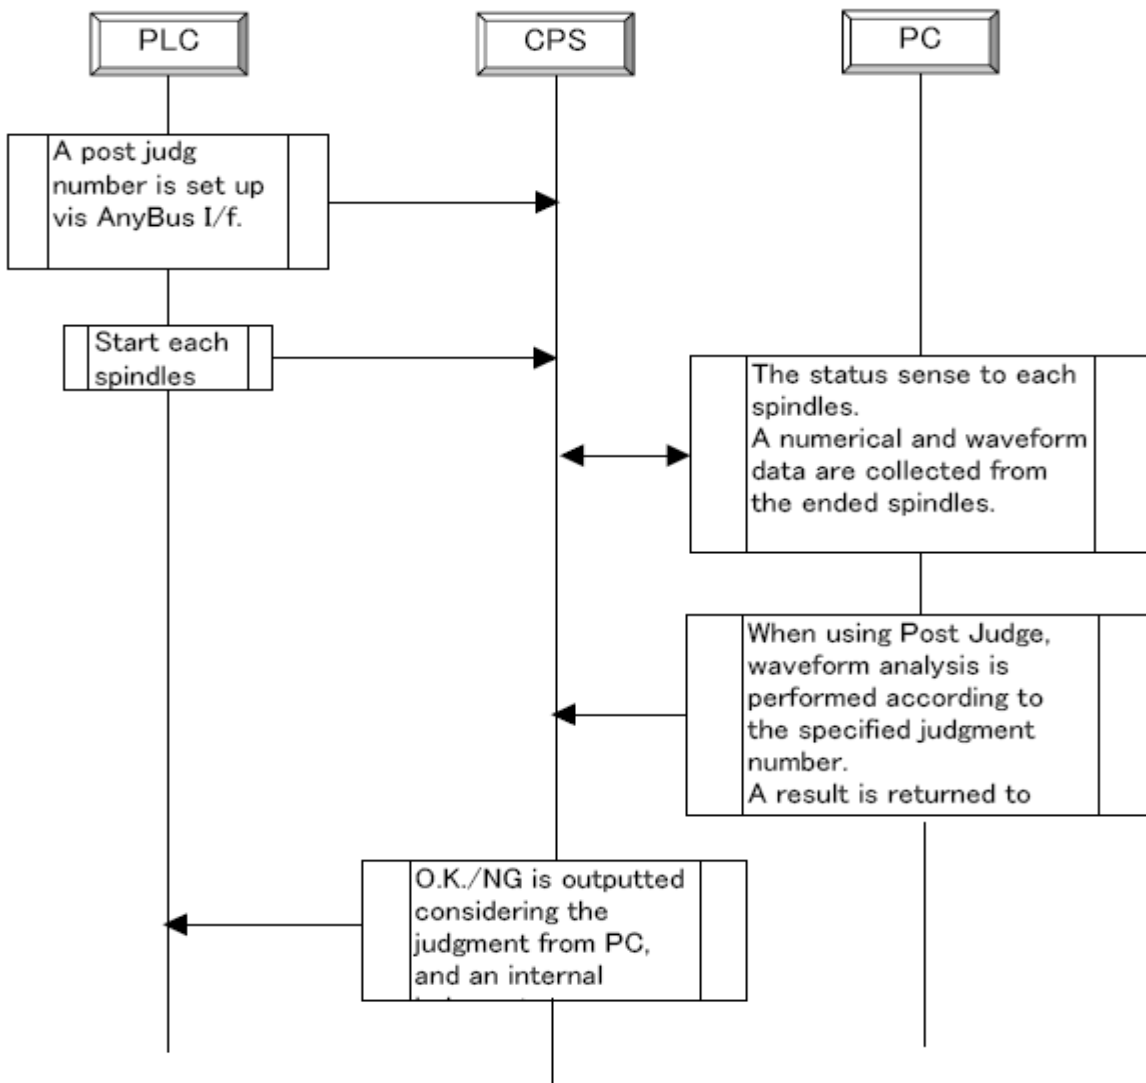 PLC
CPS
PC
A post judg
number is set up
vis AnyBus I/f.
Start each
spindles
The status sense to each
spindles.
A numerical and waveform
data are collected from
the ended spindles.
When using Post Judge,
waveform analysis is
performed according to
the specified judgment
number.
A result is returned to
O.K./NG is outputted
considering the
judgment from PC,
and an internal